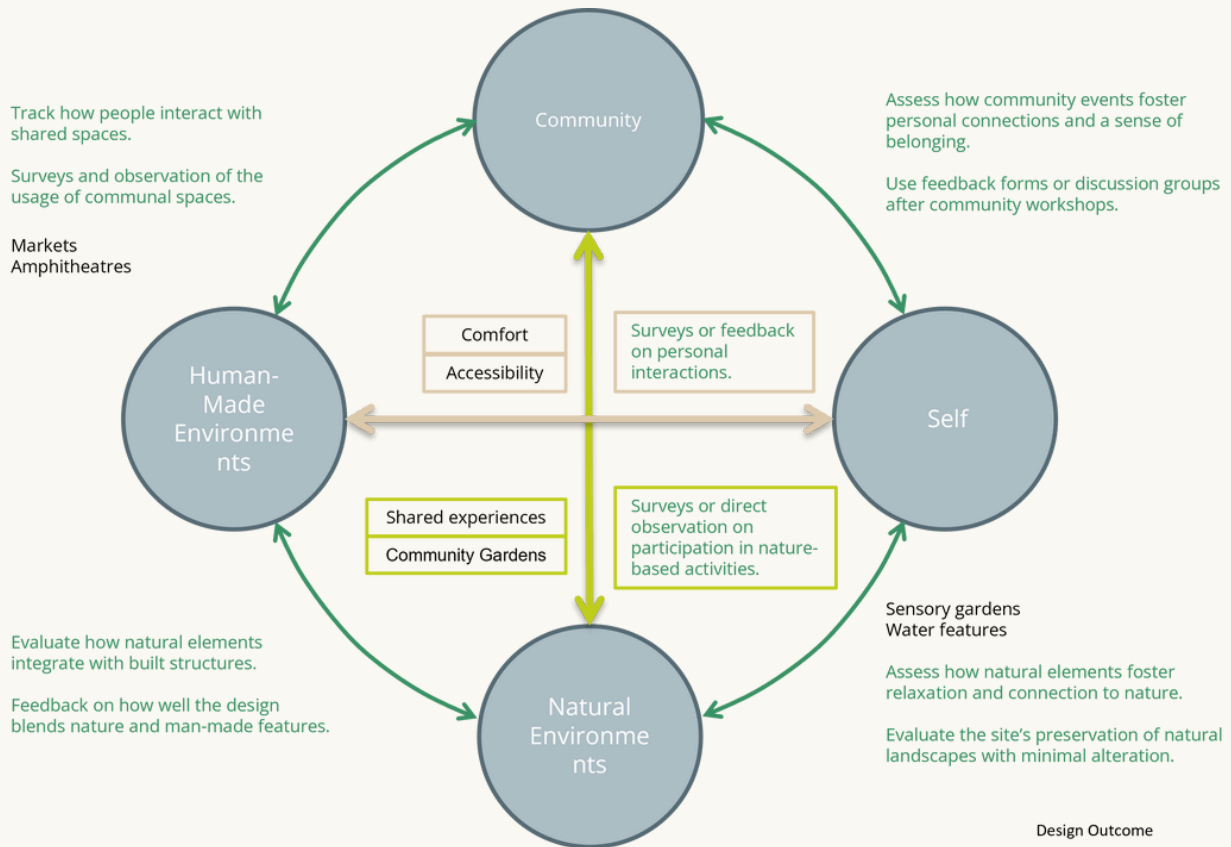 Community
Track how people interact with
shared spaces.
Surveys and observation of the
usage of communal spaces.
Markets
Amphitheatres
Assess how community events foster
personal connections and a sense of
belonging.
Use feedback forms or discussion groups
after community workshops.
Comfort
Accessibility
Surveys or feedback
on personal
interactions.
Human-
Made
Environme
nts
Self
Shared experiences
Community Gardens
Surveys or direct
observation on
participation in nature-
based activities.
Evaluate how natural elements
integrate with built structures.
Feedback on how well the design
blends nature and man-made features.
Natural
Environme
nts
Sensory gardens
Water features
Assess how natural elements foster
relaxation and connection to nature.
Evaluate the site’s preservation of natural
landscapes with minimal alteration.
Design Outcome